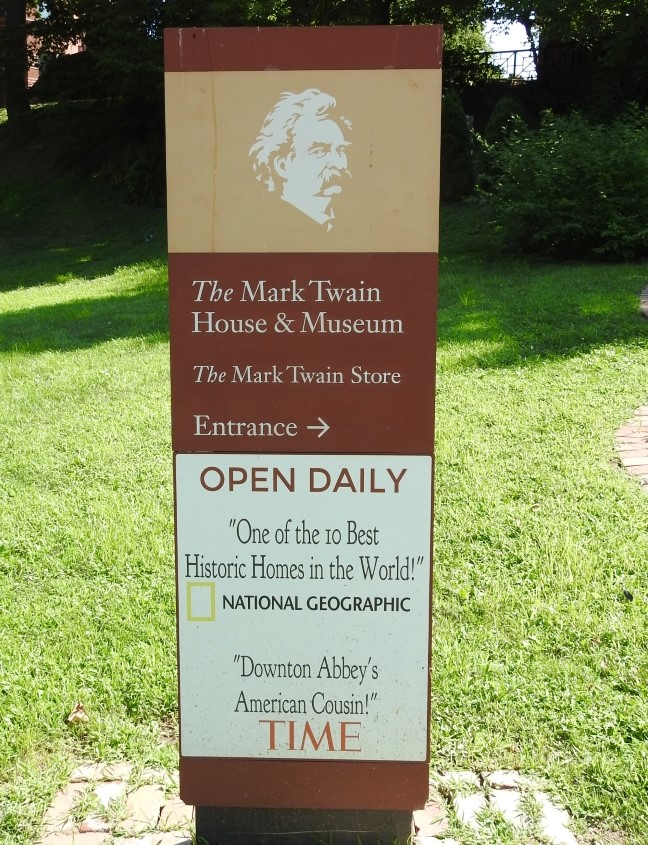 The Mark Twain
House & Museum
The Mark Twain Store
Entrance →
OPEN DAILY
"One of the 10 Best
Historic Homes in the World!"
NATIONAL GEOGRAPHIC
"Downton Abbey's
American Cousin!"
TIME